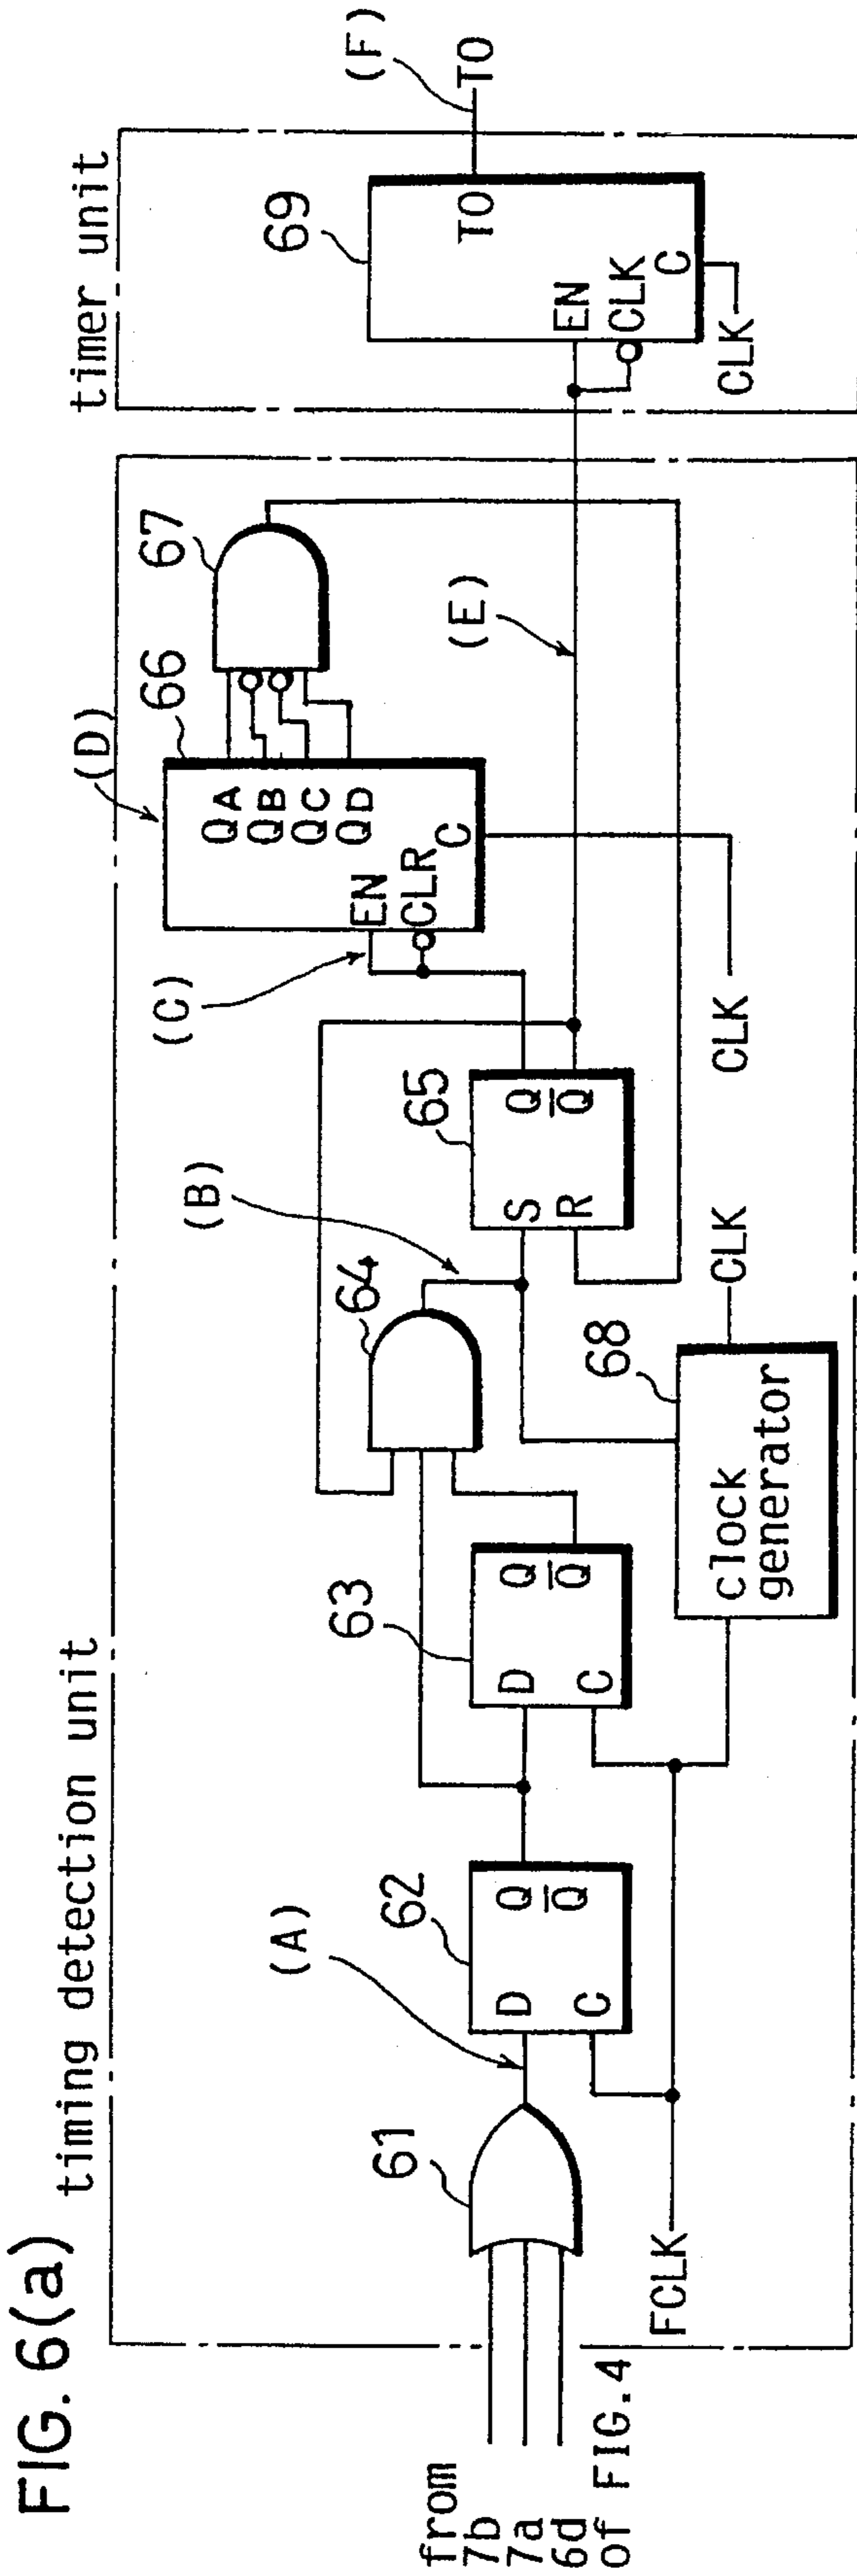 FIG. 6(a)
timing detection unit
timer unit
from
7b
7a
6d
of FIG.4
61
(A)
62
D
C
Q
Q̅
63
D
C
Q
Q̅
64
(B)
65
S
R
Q
Q̅
(C)
(D)
66
EN
CLR
C
QA
QB
QC
QD
67
(E)
FCLK
68
clock
generator
CLK
CLK
69
EN
CLK
C
TO
CLK
(F)
TO